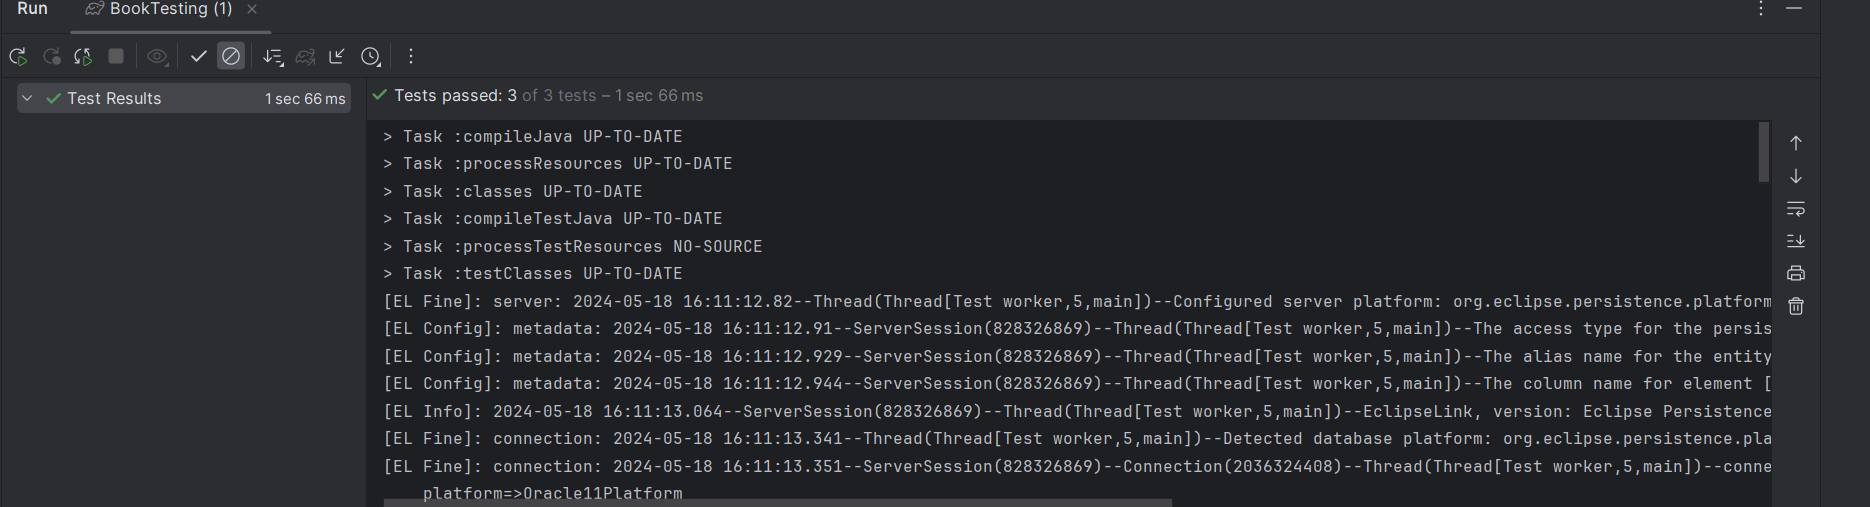 Run BookTesting (1)
Test Results 1 sec 66 ms
Tests passed: 3 of 3 tests – 1 sec 66 ms
> Task :compileJava UP-TO-DATE
> Task :processResources UP-TO-DATE
> Task :classes UP-TO-DATE
> Task :compileTestJava UP-TO-DATE
> Task :processTestResources NO-SOURCE
> Task :testClasses UP-TO-DATE
[EL Fine]: server: 2024-05-18 16:11:12.82--Thread(Thread[Test worker,5,main])--Configured server platform: org.eclipse.persistence.platform
[EL Config]: metadata: 2024-05-18 16:11:12.91--ServerSession(828326869)--Thread(Thread[Test worker,5,main])--The access type for the persis
[EL Config]: metadata: 2024-05-18 16:11:12.929--ServerSession(828326869)--Thread(Thread[Test worker,5,main])--The alias name for the entity
[EL Config]: metadata: 2024-05-18 16:11:12.944--ServerSession(828326869)--Thread(Thread[Test worker,5,main])--The column name for element [
[EL Info]: 2024-05-18 16:11:13.064--ServerSession(828326869)--Thread(Thread[Test worker,5,main])--EclipseLink, version: Eclipse Persistence
[EL Fine]: connection: 2024-05-18 16:11:13.341--Thread(Thread[Test worker,5,main])--Detected database platform: org.eclipse.persistence.pla
[EL Fine]: connection: 2024-05-18 16:11:13.351--ServerSession(828326869)--Connection(2036324408)--Thread(Thread[Test worker,5,main])--conne
platform=>Oracle11Platform